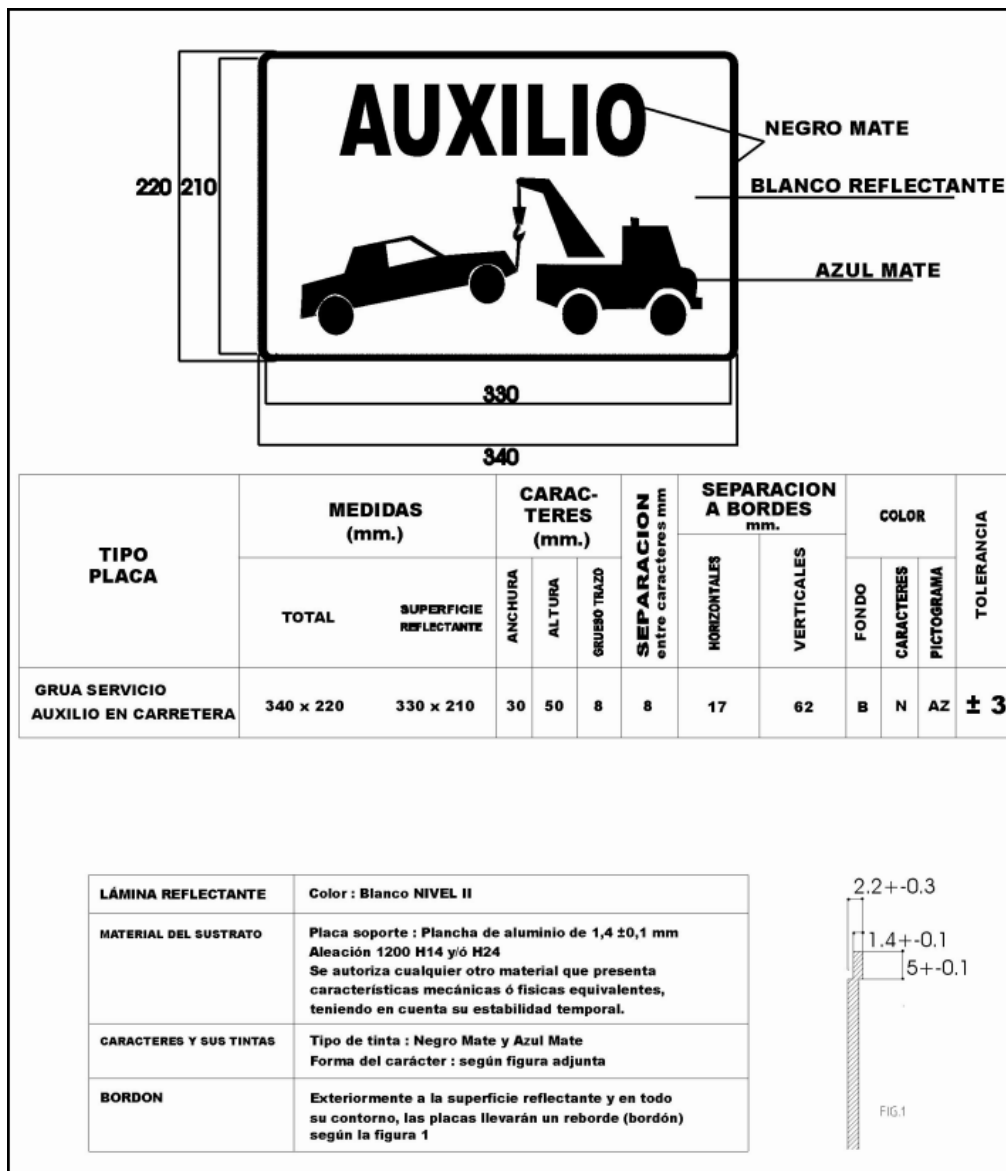 AUXILIO
NEGRO MATE
220 210
BLANCO REFLECTANTE
AZUL MATE
330
340
TIPO
PLACA
MEDIDAS
(mm.)
TOTAL
SUPERFICIE
REFLECTANTE
CARAC-
TERES
(mm.)
ANCHURA
ALTURA
GRUESO TRAZO
SEPARACION
entre caracteres mm
SEPARACION
A BORDES
mm.
HORIZONTALES
VERTICALES
COLOR
FONDO
CARACTERES
PICTOGRAMA
TOLERANCIA
GRUA SERVICIO
AUXILIO EN CARRETERA
340 x 220 330 x 210 30 50 8 8 17 62 B N AZ ± 3
LÁMINA REFLECTANTE
Color : Blanco NIVEL II
MATERIAL DEL SUSTRATO
Placa soporte : Plancha de aluminio de 1,4 ±0,1 mm
Aleación 1200 H14 y/ó H24
Se autoriza cualquier otro material que presenta
características mecánicas ó fisicas equivalentes,
teniendo en cuenta su estabilidad temporal.
CARACTERES Y SUS TINTAS
Tipo de tinta : Negro Mate y Azul Mate
Forma del carácter : según figura adjunta
BORDON
Exteriormente a la superficie reflectante y en todo
su contorno, las placas llevarán un reborde (bordón)
según la figura 1
2.2+-0.3
1.4+-0.1
5+-0.1
FIG.1